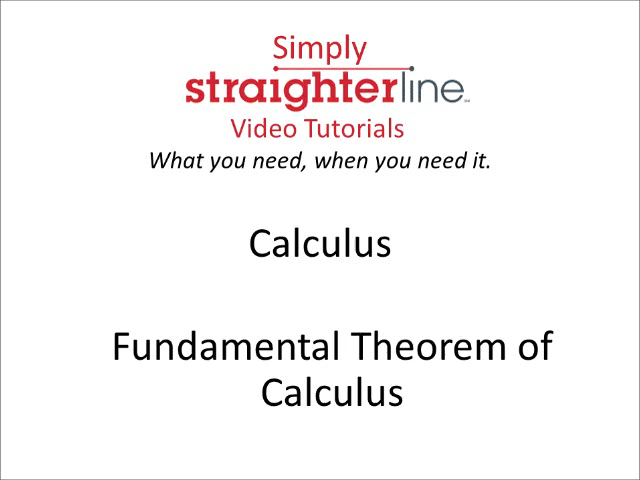 Simply
straighterline
Video Tutorials
What you need, when you need it.
Calculus
Fundamental Theorem of
Calculus